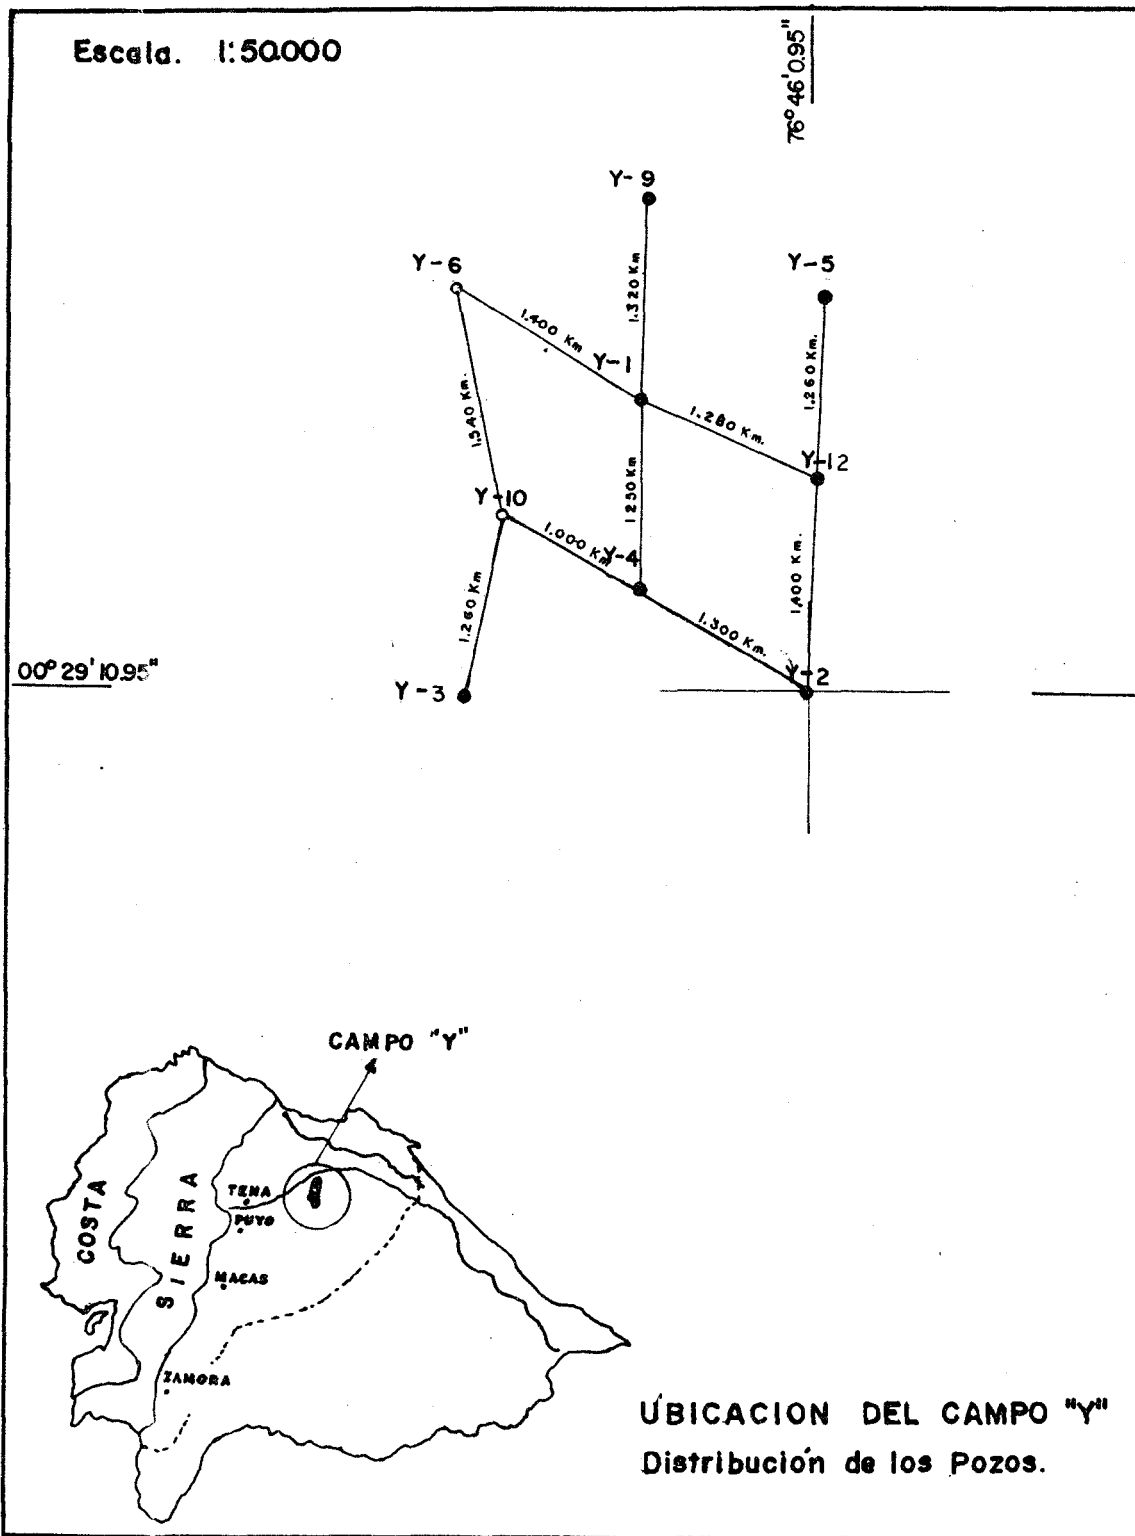 Escala. 1:50.000
76° 46' 0.95"
Y-9
Y-6
Y-5
1.320 Km
1.400 Km
Y-1
1.260 Km.
1.280 Km.
1.540 Km.
Y-12
1.250 Km
Y-10
1.000 Km
Y-4
1.400 Km.
1.260 Km
1.300 Km.
00° 29' 10.95"
Y-3
Y-2
CAMPO "Y"
COSTA
SIERRA
TENA
PUYO
MACAS
ZAMORA
UBICACION DEL CAMPO "Y"
Distribución de los Pozos.